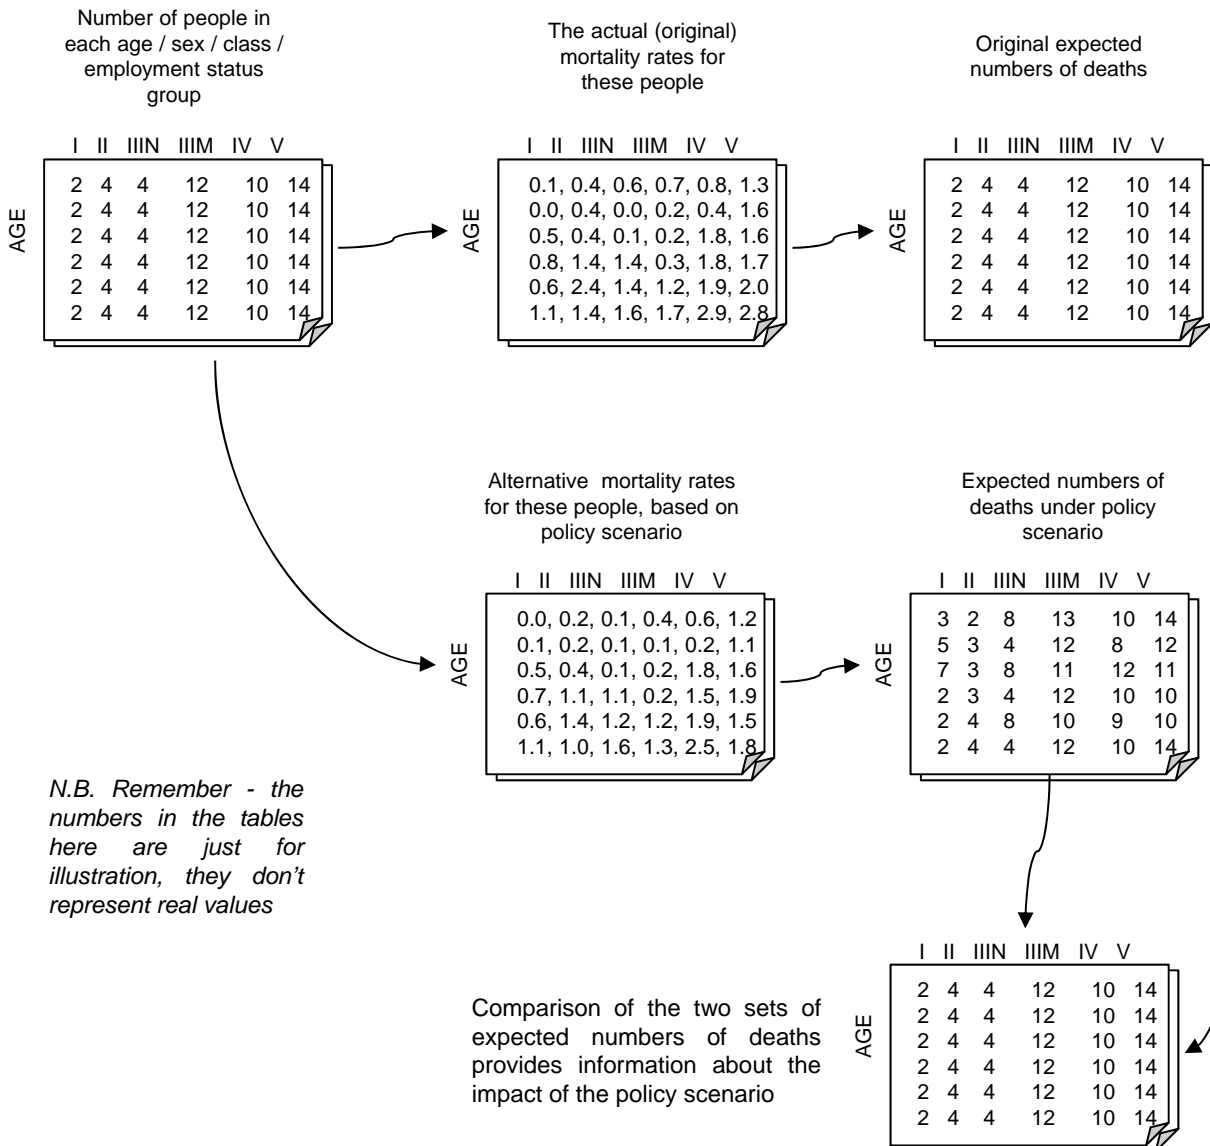 Number of people in
each age / sex / class /
employment status
group
The actual (original)
mortality rates for
these people
Original expected
numbers of deaths
I II IIIN IIIM IV V
AGE
2 4 4 12 10 14
2 4 4 12 10 14
2 4 4 12 10 14
2 4 4 12 10 14
2 4 4 12 10 14
2 4 4 12 10 14
I II IIIN IIIM IV V
AGE
0.1, 0.4, 0.6, 0.7, 0.8, 1.3
0.0, 0.4, 0.0, 0.2, 0.4, 1.6
0.5, 0.4, 0.1, 0.2, 1.8, 1.6
0.8, 1.4, 1.4, 0.3, 1.8, 1.7
0.6, 2.4, 1.4, 1.2, 1.9, 2.0
1.1, 1.4, 1.6, 1.7, 2.9, 2.8
I II IIIN IIIM IV V
AGE
2 4 4 12 10 14
2 4 4 12 10 14
2 4 4 12 10 14
2 4 4 12 10 14
2 4 4 12 10 14
2 4 4 12 10 14
Alternative mortality rates
for these people, based on
policy scenario
Expected numbers of
deaths under policy
scenario
I II IIIN IIIM IV V
AGE
0.0, 0.2, 0.1, 0.4, 0.6, 1.2
0.1, 0.2, 0.1, 0.1, 0.2, 1.1
0.5, 0.4, 0.1, 0.2, 1.8, 1.6
0.7, 1.1, 1.1, 0.2, 1.5, 1.9
0.6, 1.4, 1.2, 1.2, 1.9, 1.5
1.1, 1.0, 1.6, 1.3, 2.5, 1.8
I II IIIN IIIM IV V
AGE
3 2 8 13 10 14
5 3 4 12 8 12
7 3 8 11 12 11
2 3 4 12 10 10
2 4 8 10 9 10
2 4 4 12 10 14
N.B. Remember - the
numbers in the tables
here are just for
illustration, they don't
represent real values
Comparison of the two sets of
expected numbers of deaths
provides information about the
impact of the policy scenario
I II IIIN IIIM IV V
AGE
2 4 4 12 10 14
2 4 4 12 10 14
2 4 4 12 10 14
2 4 4 12 10 14
2 4 4 12 10 14
2 4 4 12 10 14